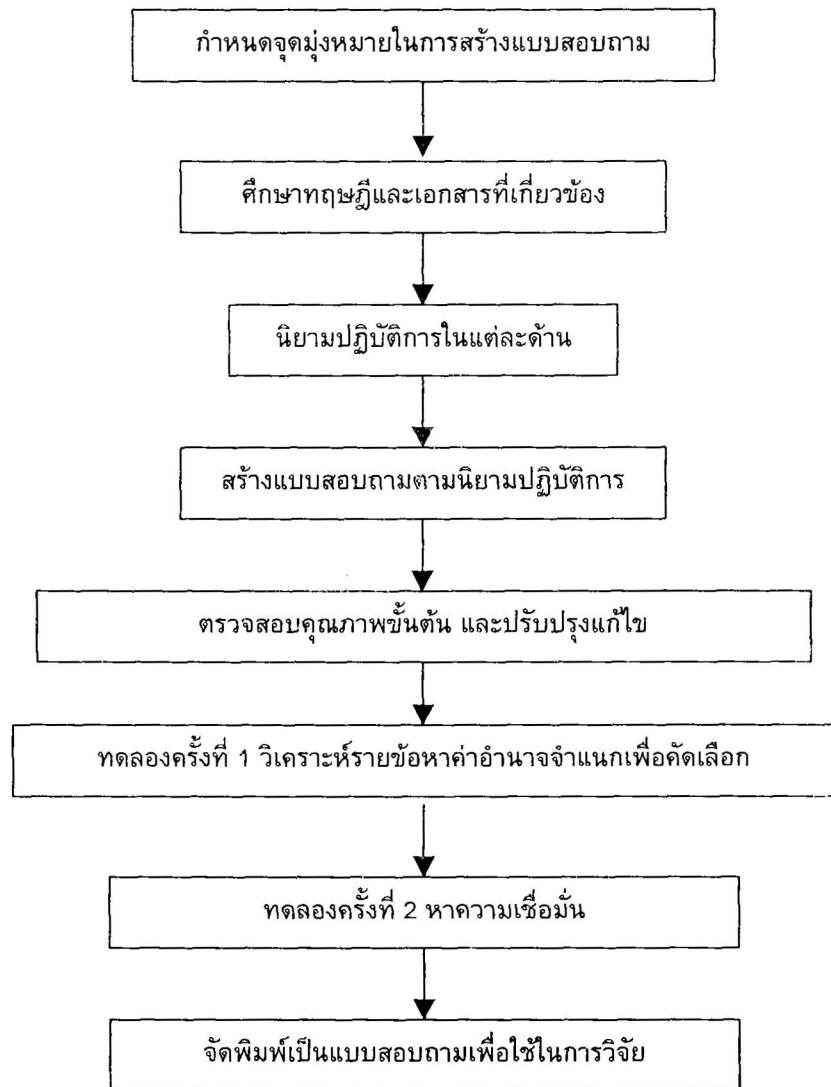 กำหนดจุดมุ่งหมายในการสร้างแบบสอบถาม
ศึกษาทฤษฎีและเอกสารที่เกี่ยวข้อง
นิยามปฏิบัติการในแต่ละด้าน
สร้างแบบสอบถามตามนิยามปฏิบัติการ
ตรวจสอบคุณภาพขั้นต้น และปรับปรุงแก้ไข
ทดลองครั้งที่ 1 วิเคราะห์รายข้อหาค่าอำนาจจำแนกเพื่อคัดเลือก
ทดลองครั้งที่ 2 หาความเชื่อมั่น
จัดพิมพ์เป็นแบบสอบถามเพื่อใช้ในการวิจัย